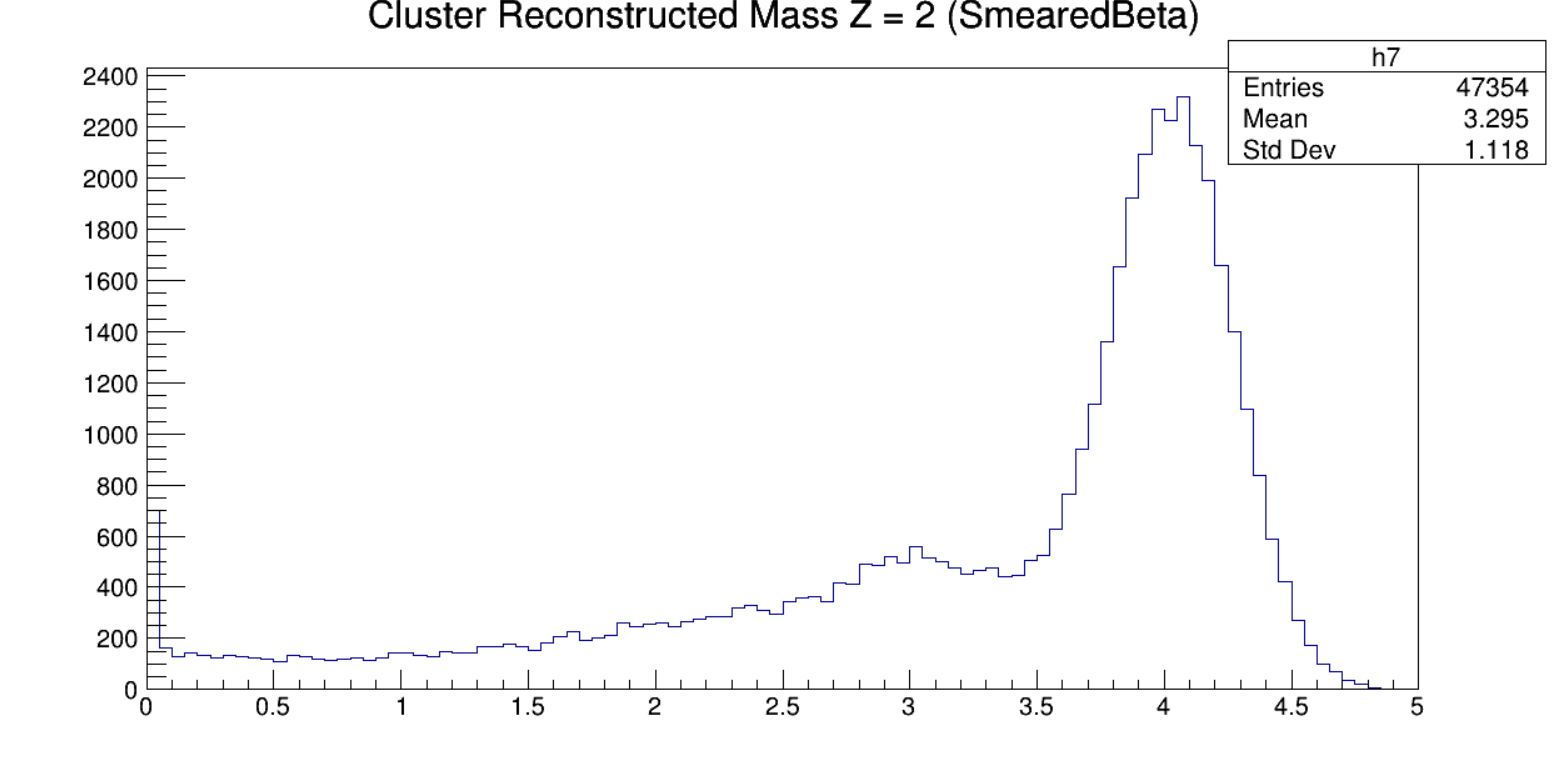 Cluster Reconstructed Mass Z = 2 (SmearedBeta)
h7
Entries 47354
Mean 3.295
Std Dev 1.118
2400
2200
2000
1800
1600
1400
1200
1000
800
600
400
200
0
0 0.5 1 1.5 2 2.5 3 3.5 4 4.5 5